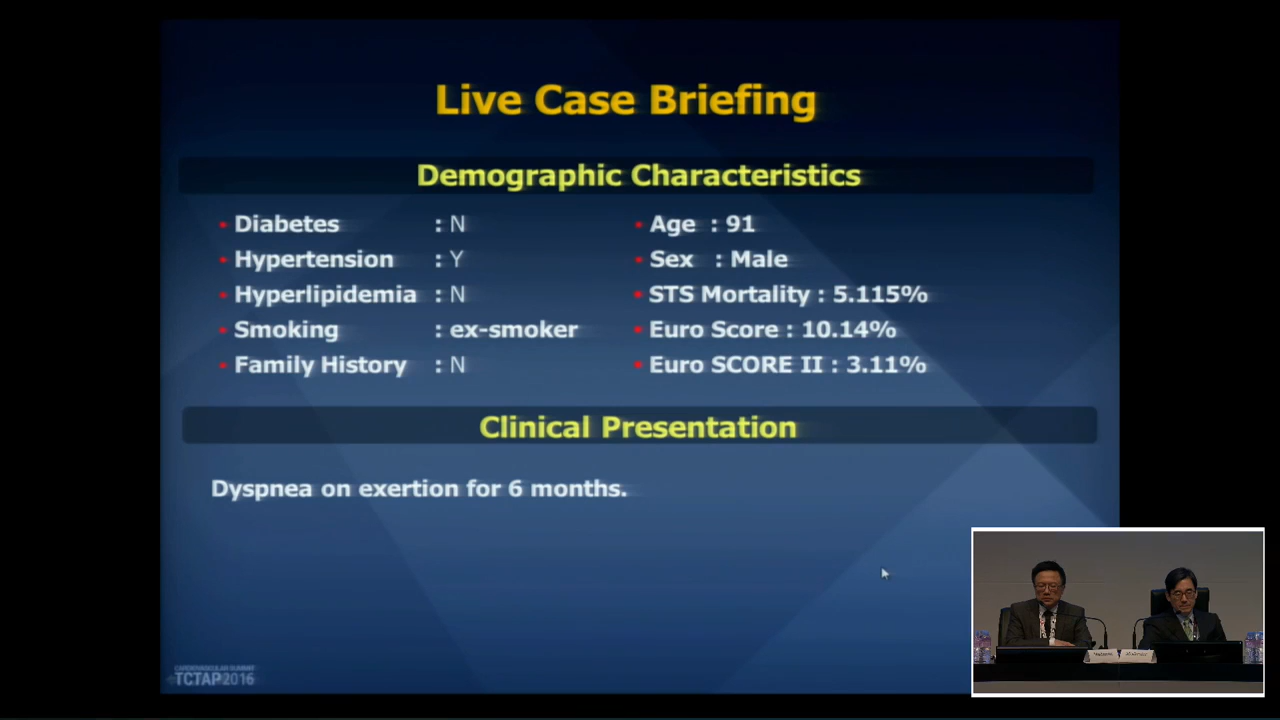 Live Case Briefing
Demographic Characteristics
• Diabetes : N
• Hypertension : Y
• Hyperlipidemia : N
• Smoking : ex-smoker
• Family History : N
• Age : 91
• Sex : Male
• STS Mortality : 5.115%
• Euro Score : 10.14%
• Euro SCORE II : 3.11%
Clinical Presentation
Dyspnea on exertion for 6 months.
CARDIOVASCULAR SUMMIT
TCTAP2016